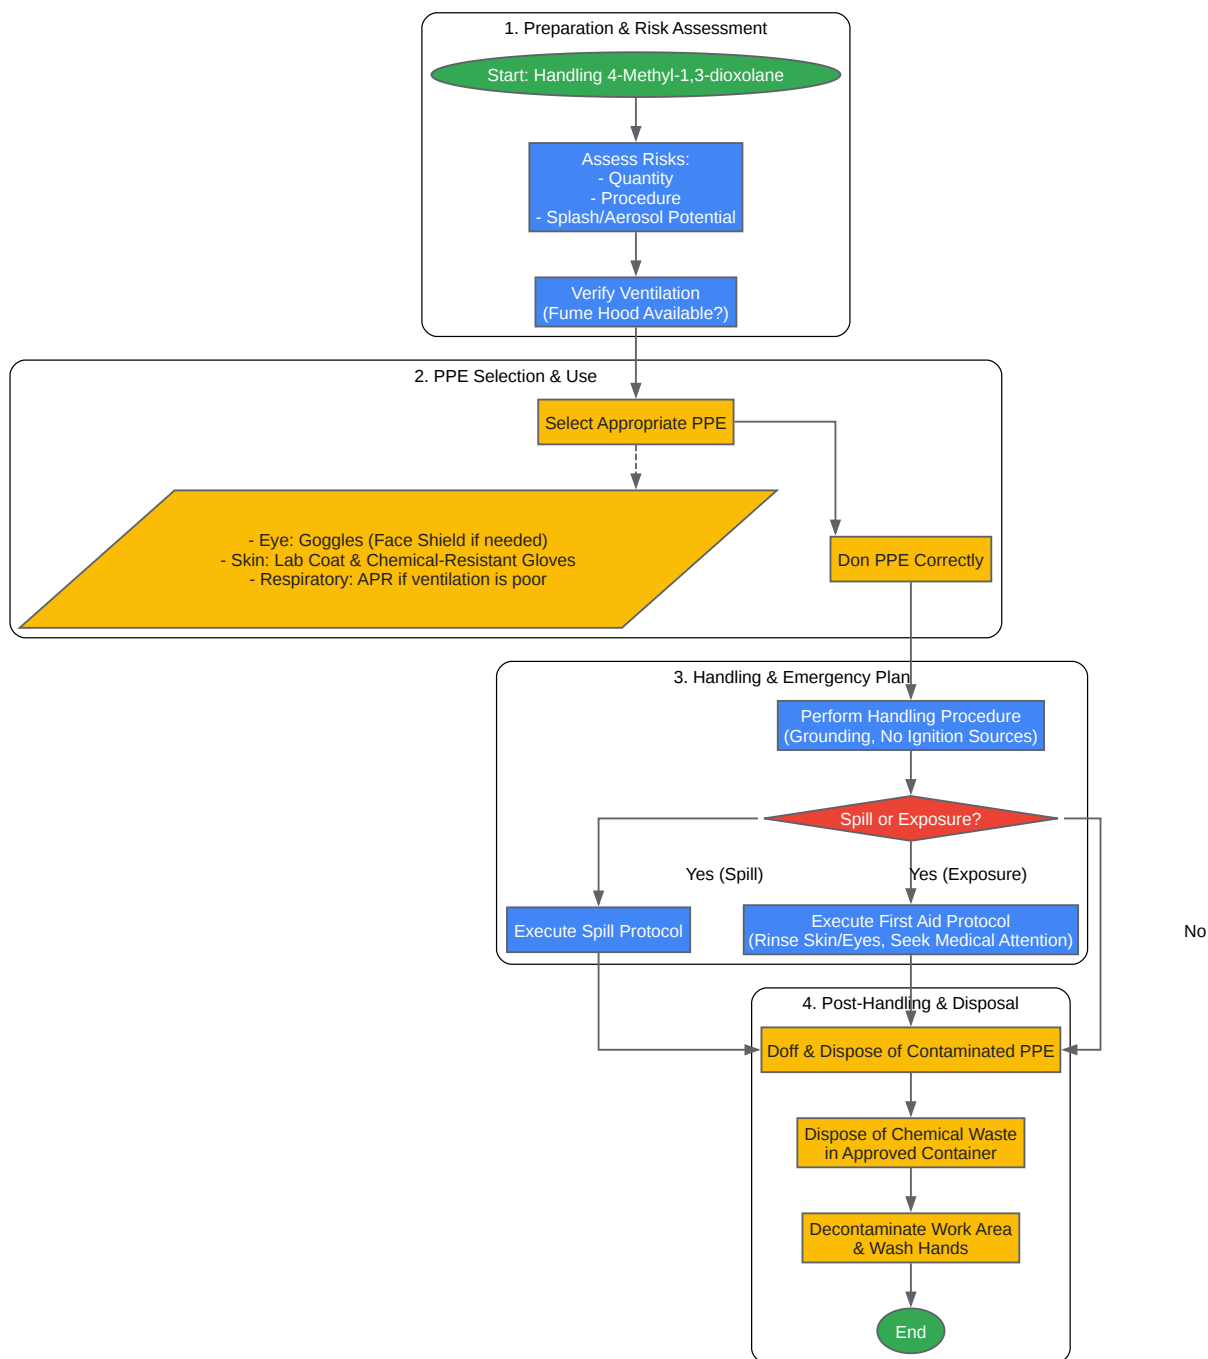 1. Preparation & Risk Assessment
Start: Handling 4-Methyl-1,3-dioxolane
Assess Risks:
- Quantity
- Procedure
- Splash/Aerosol Potential
Verify Ventilation
(Fume Hood Available?)
2. PPE Selection & Use
Select Appropriate PPE
- Eye: Goggles (Face Shield if needed)
- Skin: Lab Coat & Chemical-Resistant Gloves
- Respiratory: APR if ventilation is poor
Don PPE Correctly
3. Handling & Emergency Plan
Perform Handling Procedure
(Grounding, No Ignition Sources)
Spill or Exposure?
Yes (Spill)
Yes (Exposure)
Execute Spill Protocol
Execute First Aid Protocol
(Rinse Skin/Eyes, Seek Medical Attention)
No
4. Post-Handling & Disposal
Doff & Dispose of Contaminated PPE
Dispose of Chemical Waste
in Approved Container
Decontaminate Work Area
& Wash Hands
End